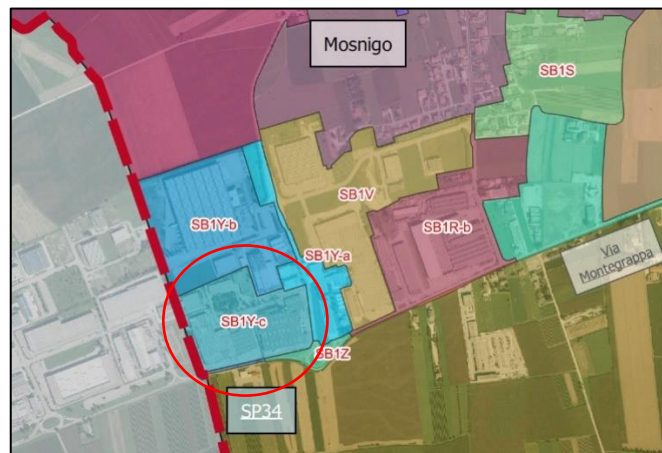 Mosnigo
SB1S
SB1V
SB1Y-b
SB1R-b
SB1Y-a
Via
Montegrappa
SB1Y-c
SB1Z
SP34